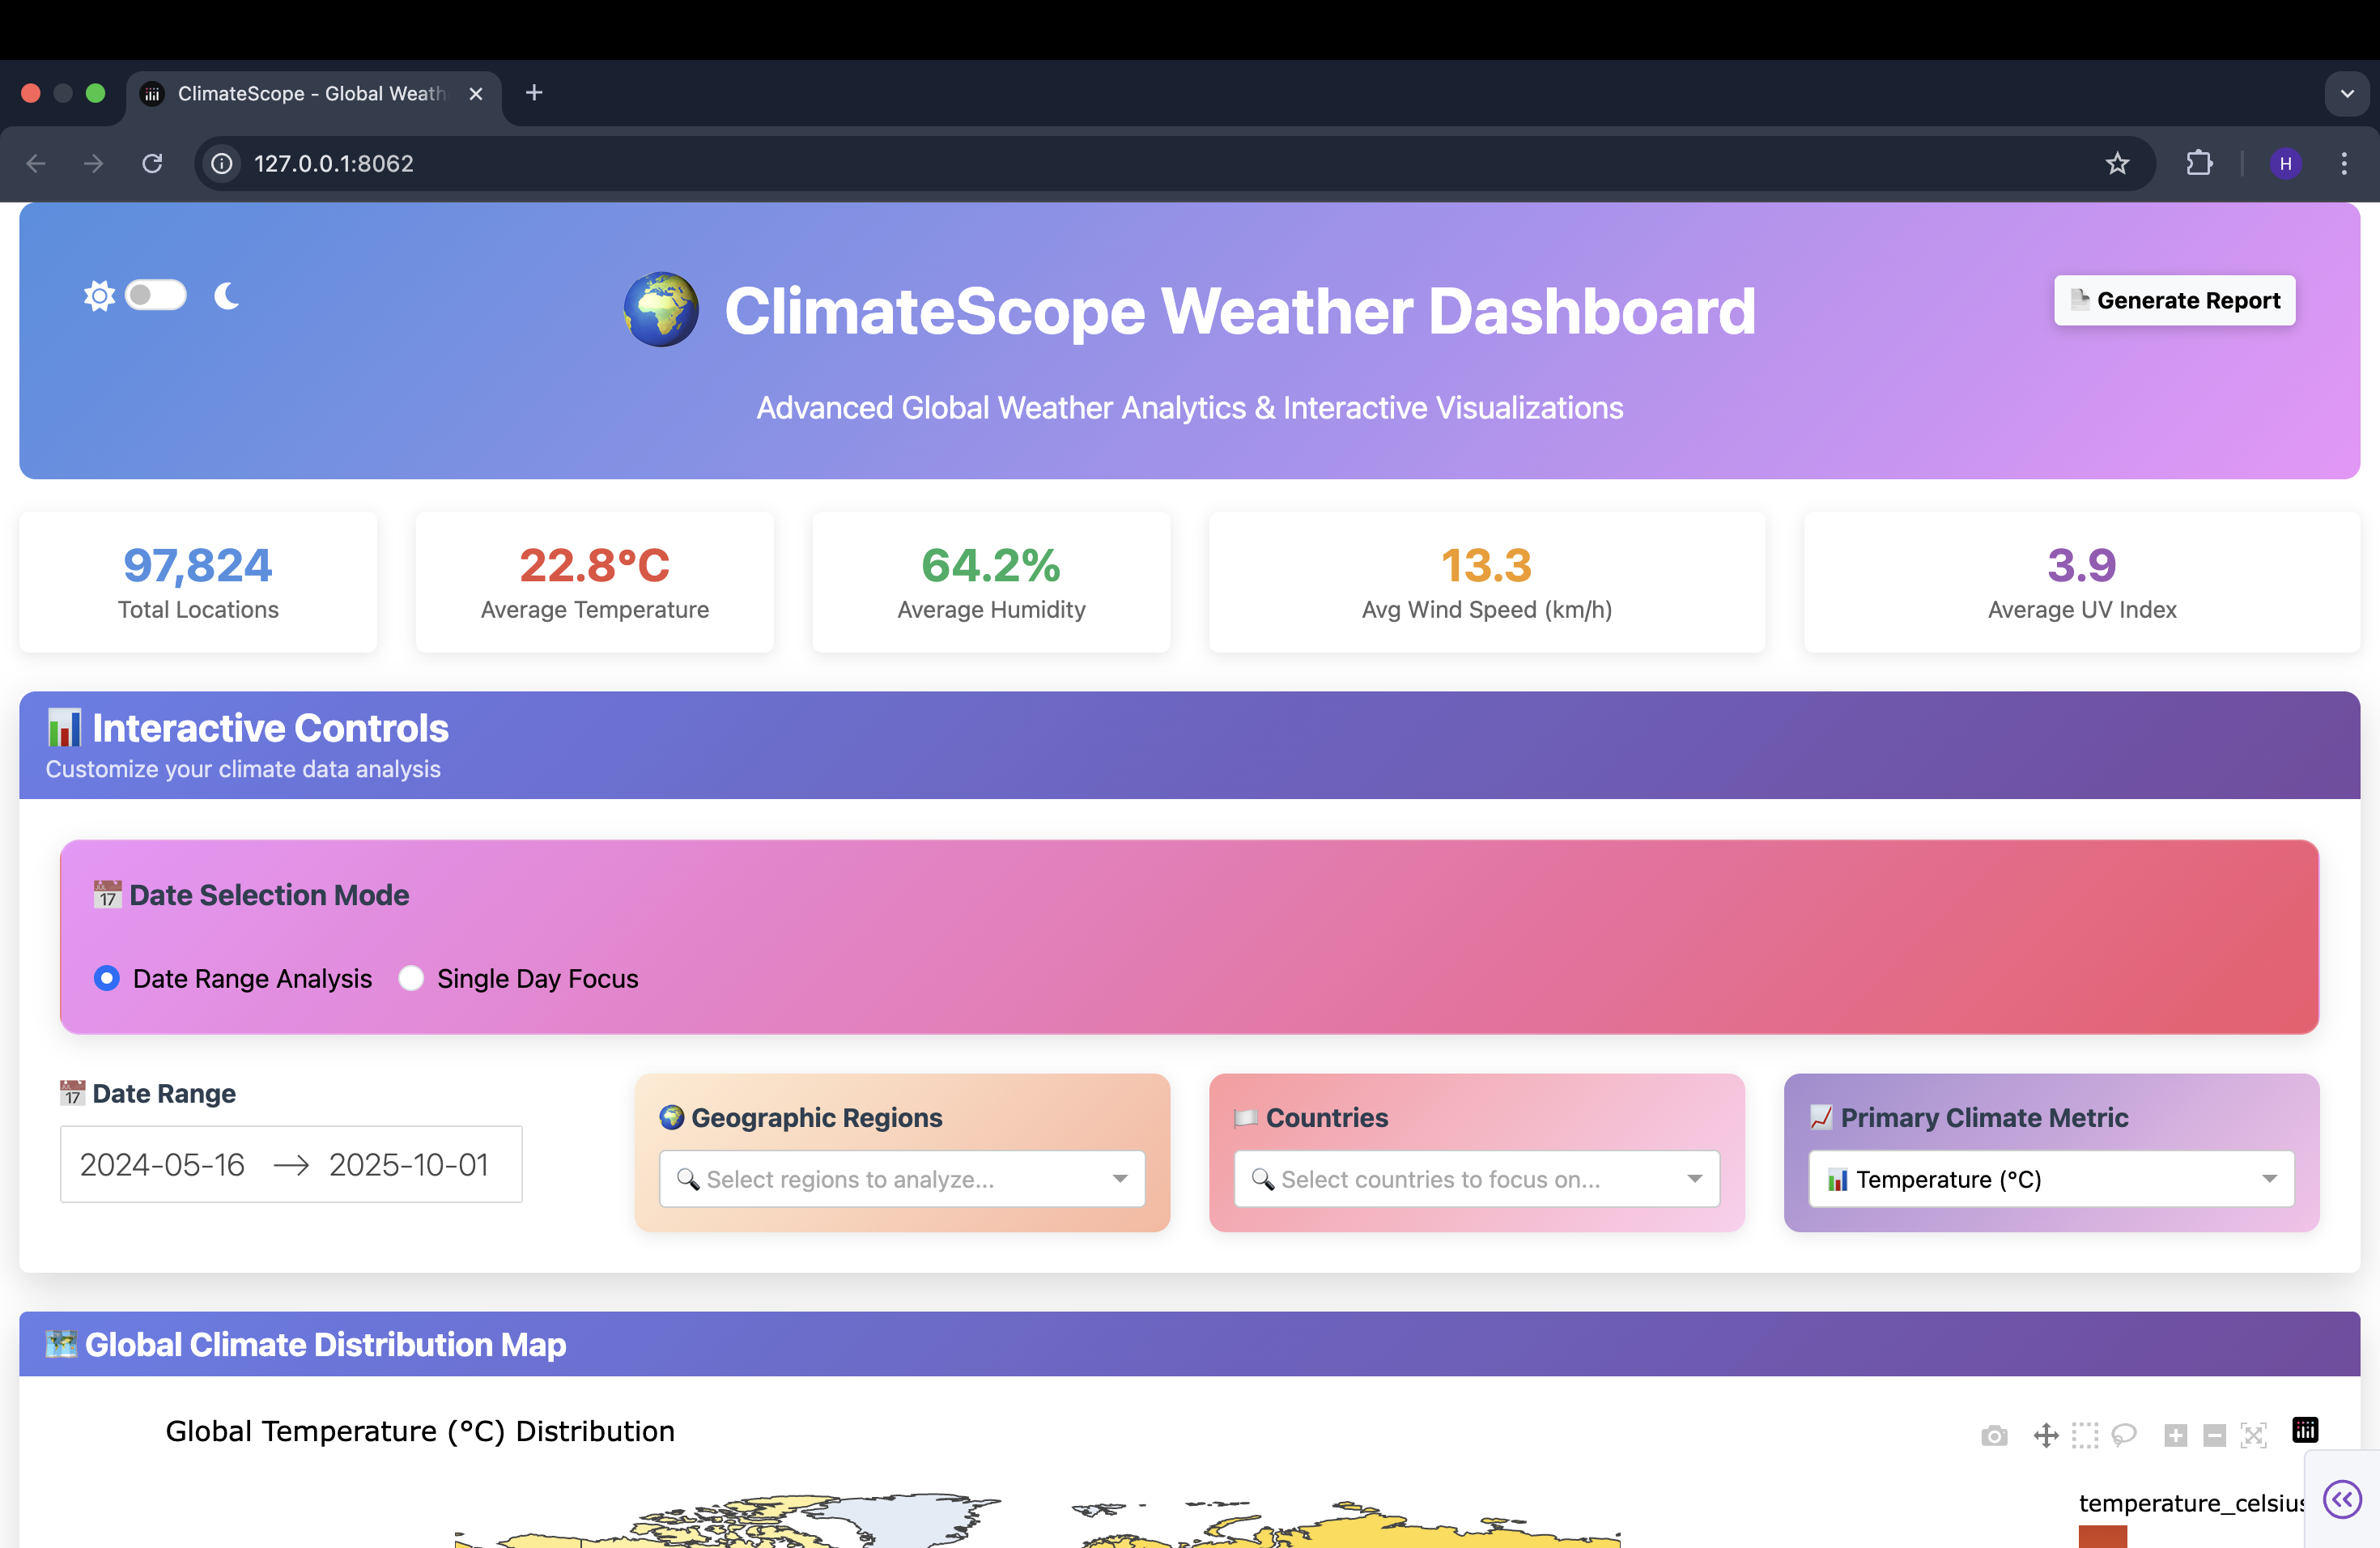 ClimateScope - Global Weath
127.0.0.1:8062
H
ClimateScope Weather Dashboard
Generate Report
Advanced Global Weather Analytics & Interactive Visualizations
97,824
Total Locations
22.8°C
Average Temperature
64.2%
Average Humidity
13.3
Avg Wind Speed (km/h)
3.9
Average UV Index
Interactive Controls
Customize your climate data analysis
17 Date Selection Mode
Date Range Analysis
Single Day Focus
17 Date Range
2024-05-16 → 2025-10-01
Geographic Regions
Select regions to analyze...
Countries
Select countries to focus on...
Primary Climate Metric
Temperature (°C)
Global Climate Distribution Map
Global Temperature (°C) Distribution
temperature_celsius